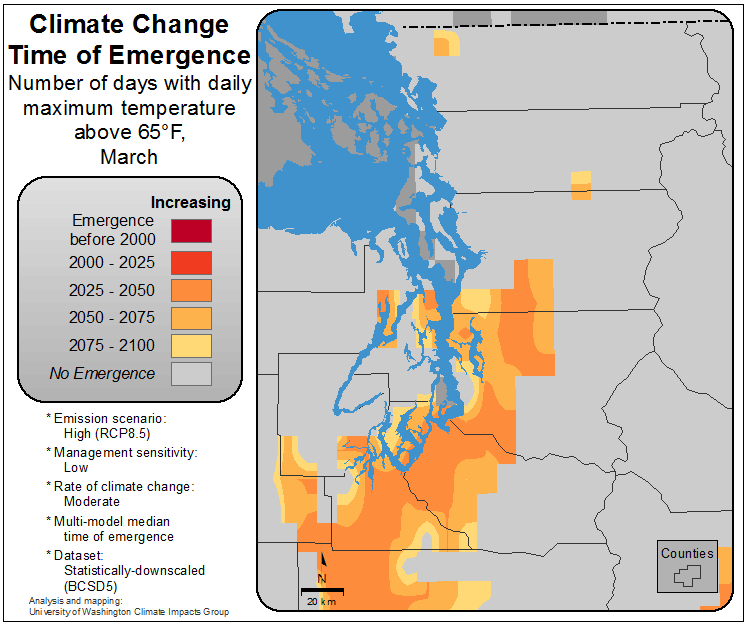 Climate Change
Time of Emergence
Number of days with daily
maximum temperature
above 65°F,
March
Increasing
Emergence
before 2000
2000 - 2025
2025 - 2050
2050 - 2075
2075 - 2100
No Emergence
* Emission scenario:
High (RCP8.5)
* Management sensitivity:
Low
* Rate of climate change:
Moderate
* Multi-model median
time of emergence
* Dataset:
Statistically-downscaled
(BCSD5)
Analysis and mapping:
University of Washington Climate Impacts Group
N
20 km
Counties